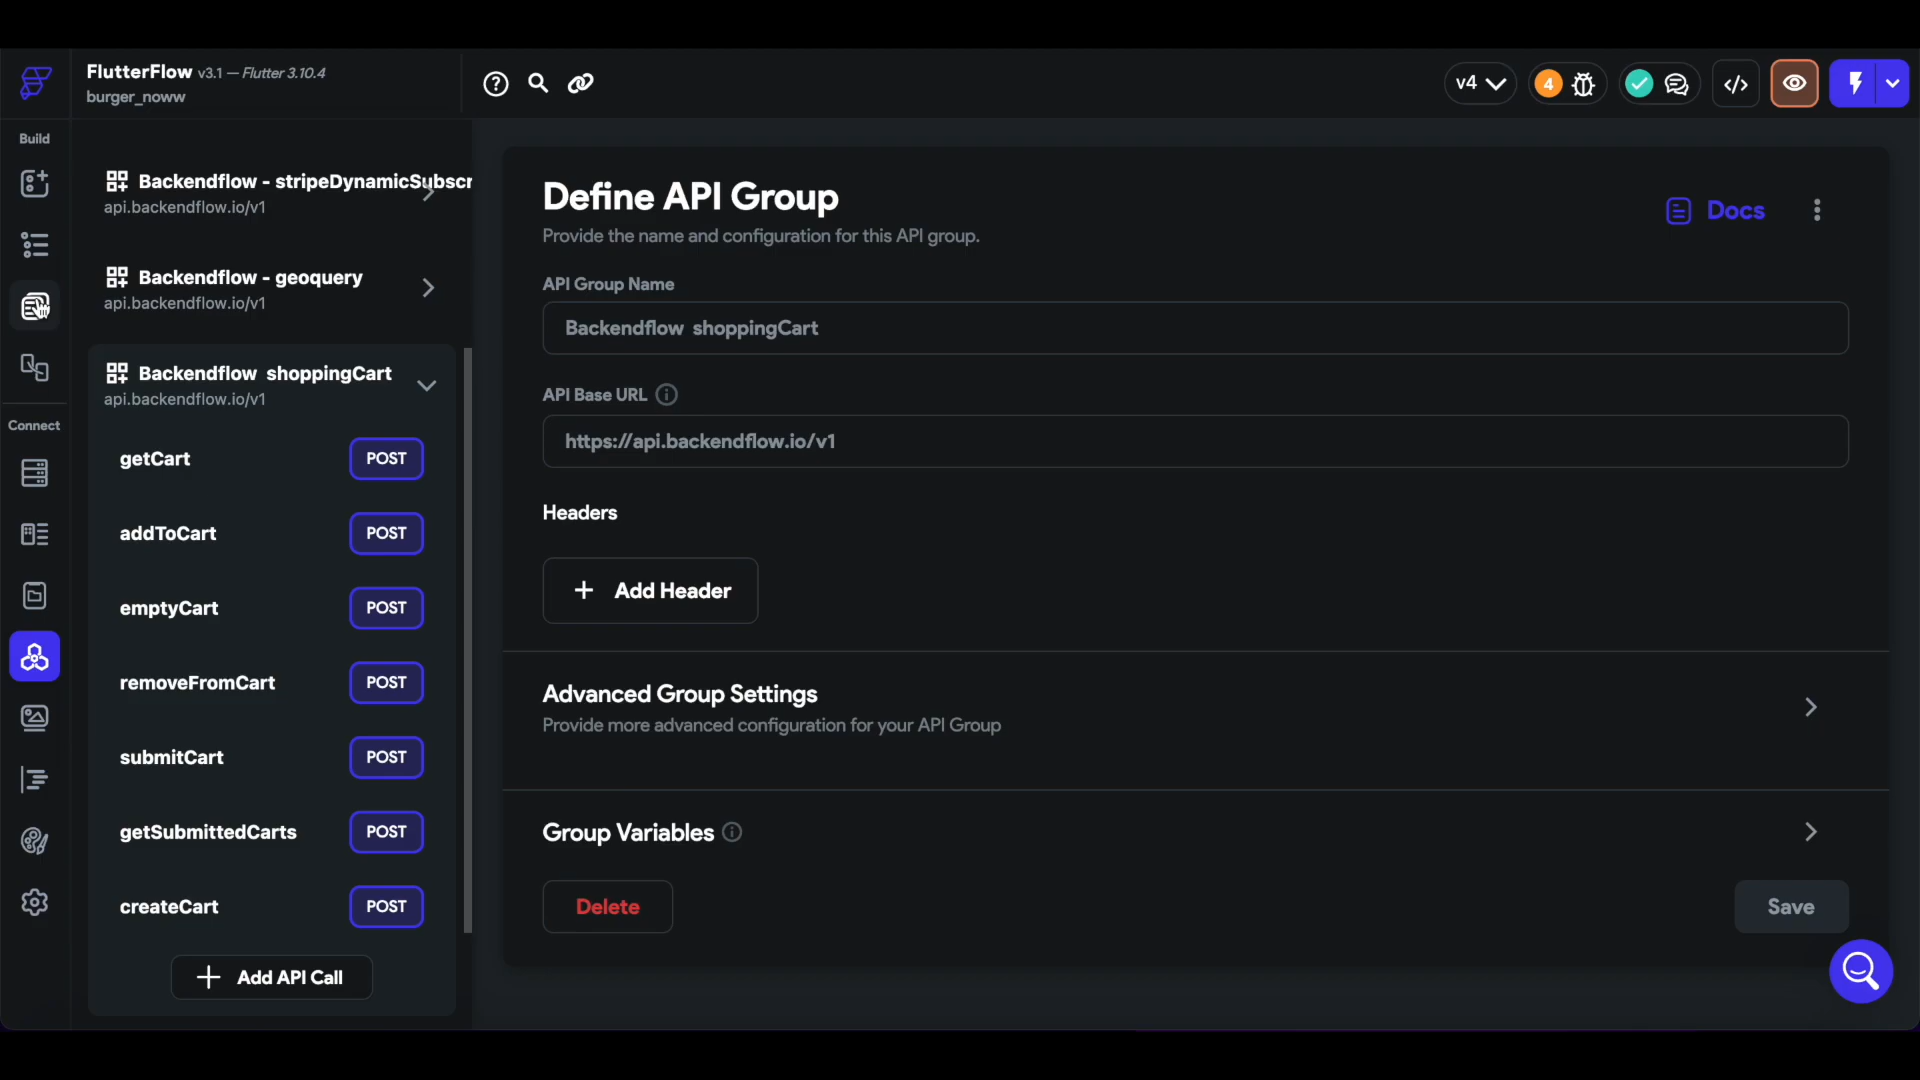 FlutterFlow v3.1 — Flutter 3.10.4
burger_noww
v4
4
Build
Connect
Backendflow - stripeDynamicSubscr
api.backendflow.io/v1
Backendflow - geoquery
api.backendflow.io/v1
Backendflow shoppingCart
api.backendflow.io/v1
getCart POST
addToCart POST
emptyCart POST
removeFromCart POST
submitCart POST
getSubmittedCarts POST
createCart POST
+ Add API Call
Define API Group
Provide the name and configuration for this API group.
Docs
API Group Name
Backendflow shoppingCart
API Base URL
https://api.backendflow.io/v1
Headers
+ Add Header
Advanced Group Settings
Provide more advanced configuration for your API Group
Group Variables
Delete
Save